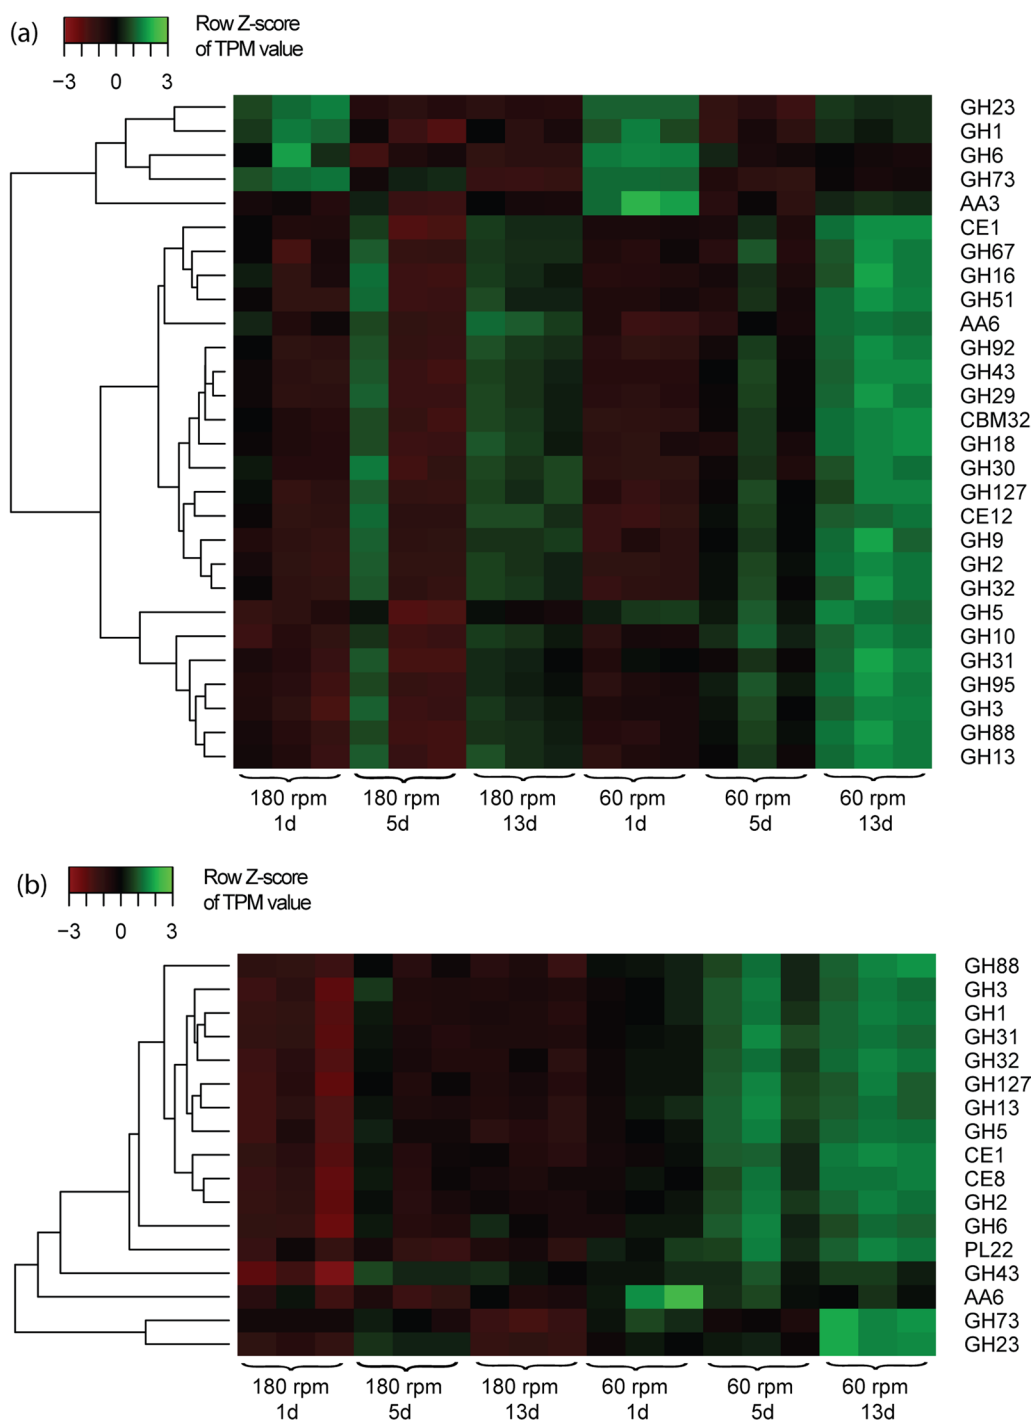 (a)
Row Z-score
of TPM value
−3 0 3
GH23
GH1
GH6
GH73
AA3
CE1
GH67
GH16
GH51
AA6
GH92
GH43
GH29
CBM32
GH18
GH30
GH127
CE12
GH9
GH2
GH32
GH5
GH10
GH31
GH95
GH3
GH88
GH13
180 rpm 180 rpm 180 rpm 60 rpm 60 rpm 60 rpm
1d 5d 13d 1d 5d 13d
(b)
Row Z-score
of TPM value
−3 0 3
GH88
GH3
GH1
GH31
GH32
GH127
GH13
GH5
CE1
CE8
GH2
GH6
PL22
GH43
AA6
GH73
GH23
180 rpm 180 rpm 180 rpm 60 rpm 60 rpm 60 rpm
1d 5d 13d 1d 5d 13d